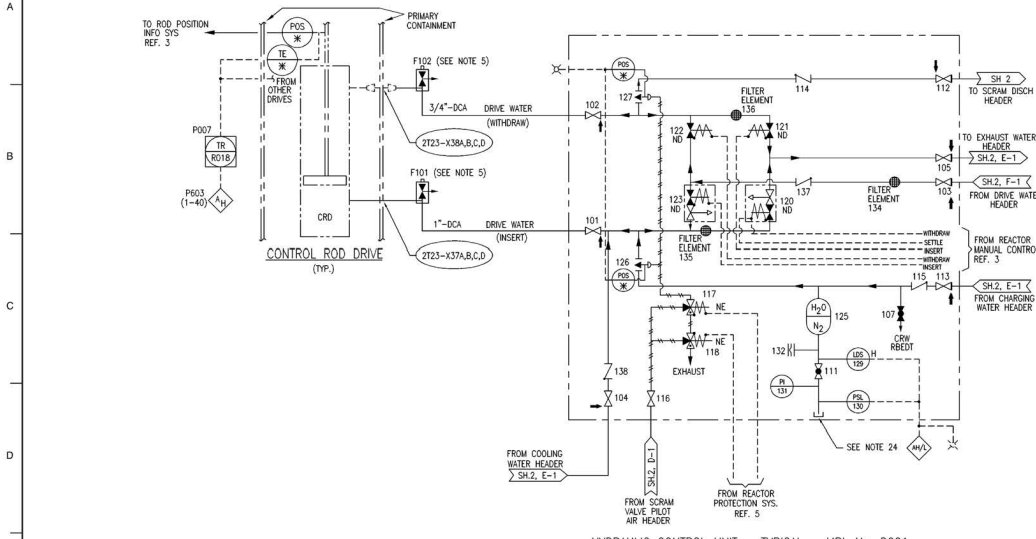 A
B
C
D
TO ROD POSITION
INFO SYS
REF. 3
POS
TE
PRIMARY
CONTAINMENT
FROM
OTHER
DRIVES
P007
TR
R018
P603
(1-40)
AH
CRD
CONTROL ROD DRIVE
(TYP.)
F102 (SEE NOTE 5)
3/4"-DCA
DRIVE WATER
(WITHDRAW)
2T23-X38A,B,C,D
F101 (SEE NOTE 5)
1"-DCA
DRIVE WATER
(INSERT)
2T23-X37A,B,C,D
POS
127
102
114
112
SH 2
TO SCRAM DISCH
HEADER
FILTER
ELEMENT
136
122
ND
121
ND
TO EXHAUST WATER
HEADER
SH.2, E-1
105
137
FILTER
ELEMENT
134
103
SH.2, F-1
FROM DRIVE WATE
HEADER
123
ND
120
ND
101
FILTER
ELEMENT
135
WITHDRAW
SETTLE
INSERT
WITHDRAW
INSERT
FROM REACTOR
MANUAL CONTRO
REF. 3
126
POS
115
113
SH.2, E-1
FROM CHARGING
WATER HEADER
117
NE
118
NE
EXHAUST
H2O
N2
125
107
CRW
RBEDT
132
LDS
129
H
111
PI
131
PSL
130
138
104
116
SEE NOTE 24
AH/L
FROM COOLING
WATER HEADER
SH.2, E-1
SH.2, D-1
FROM SCRAM
VALVE PILOT
AIR HEADER
FROM REACTOR
PROTECTION SYS.
REF. 5